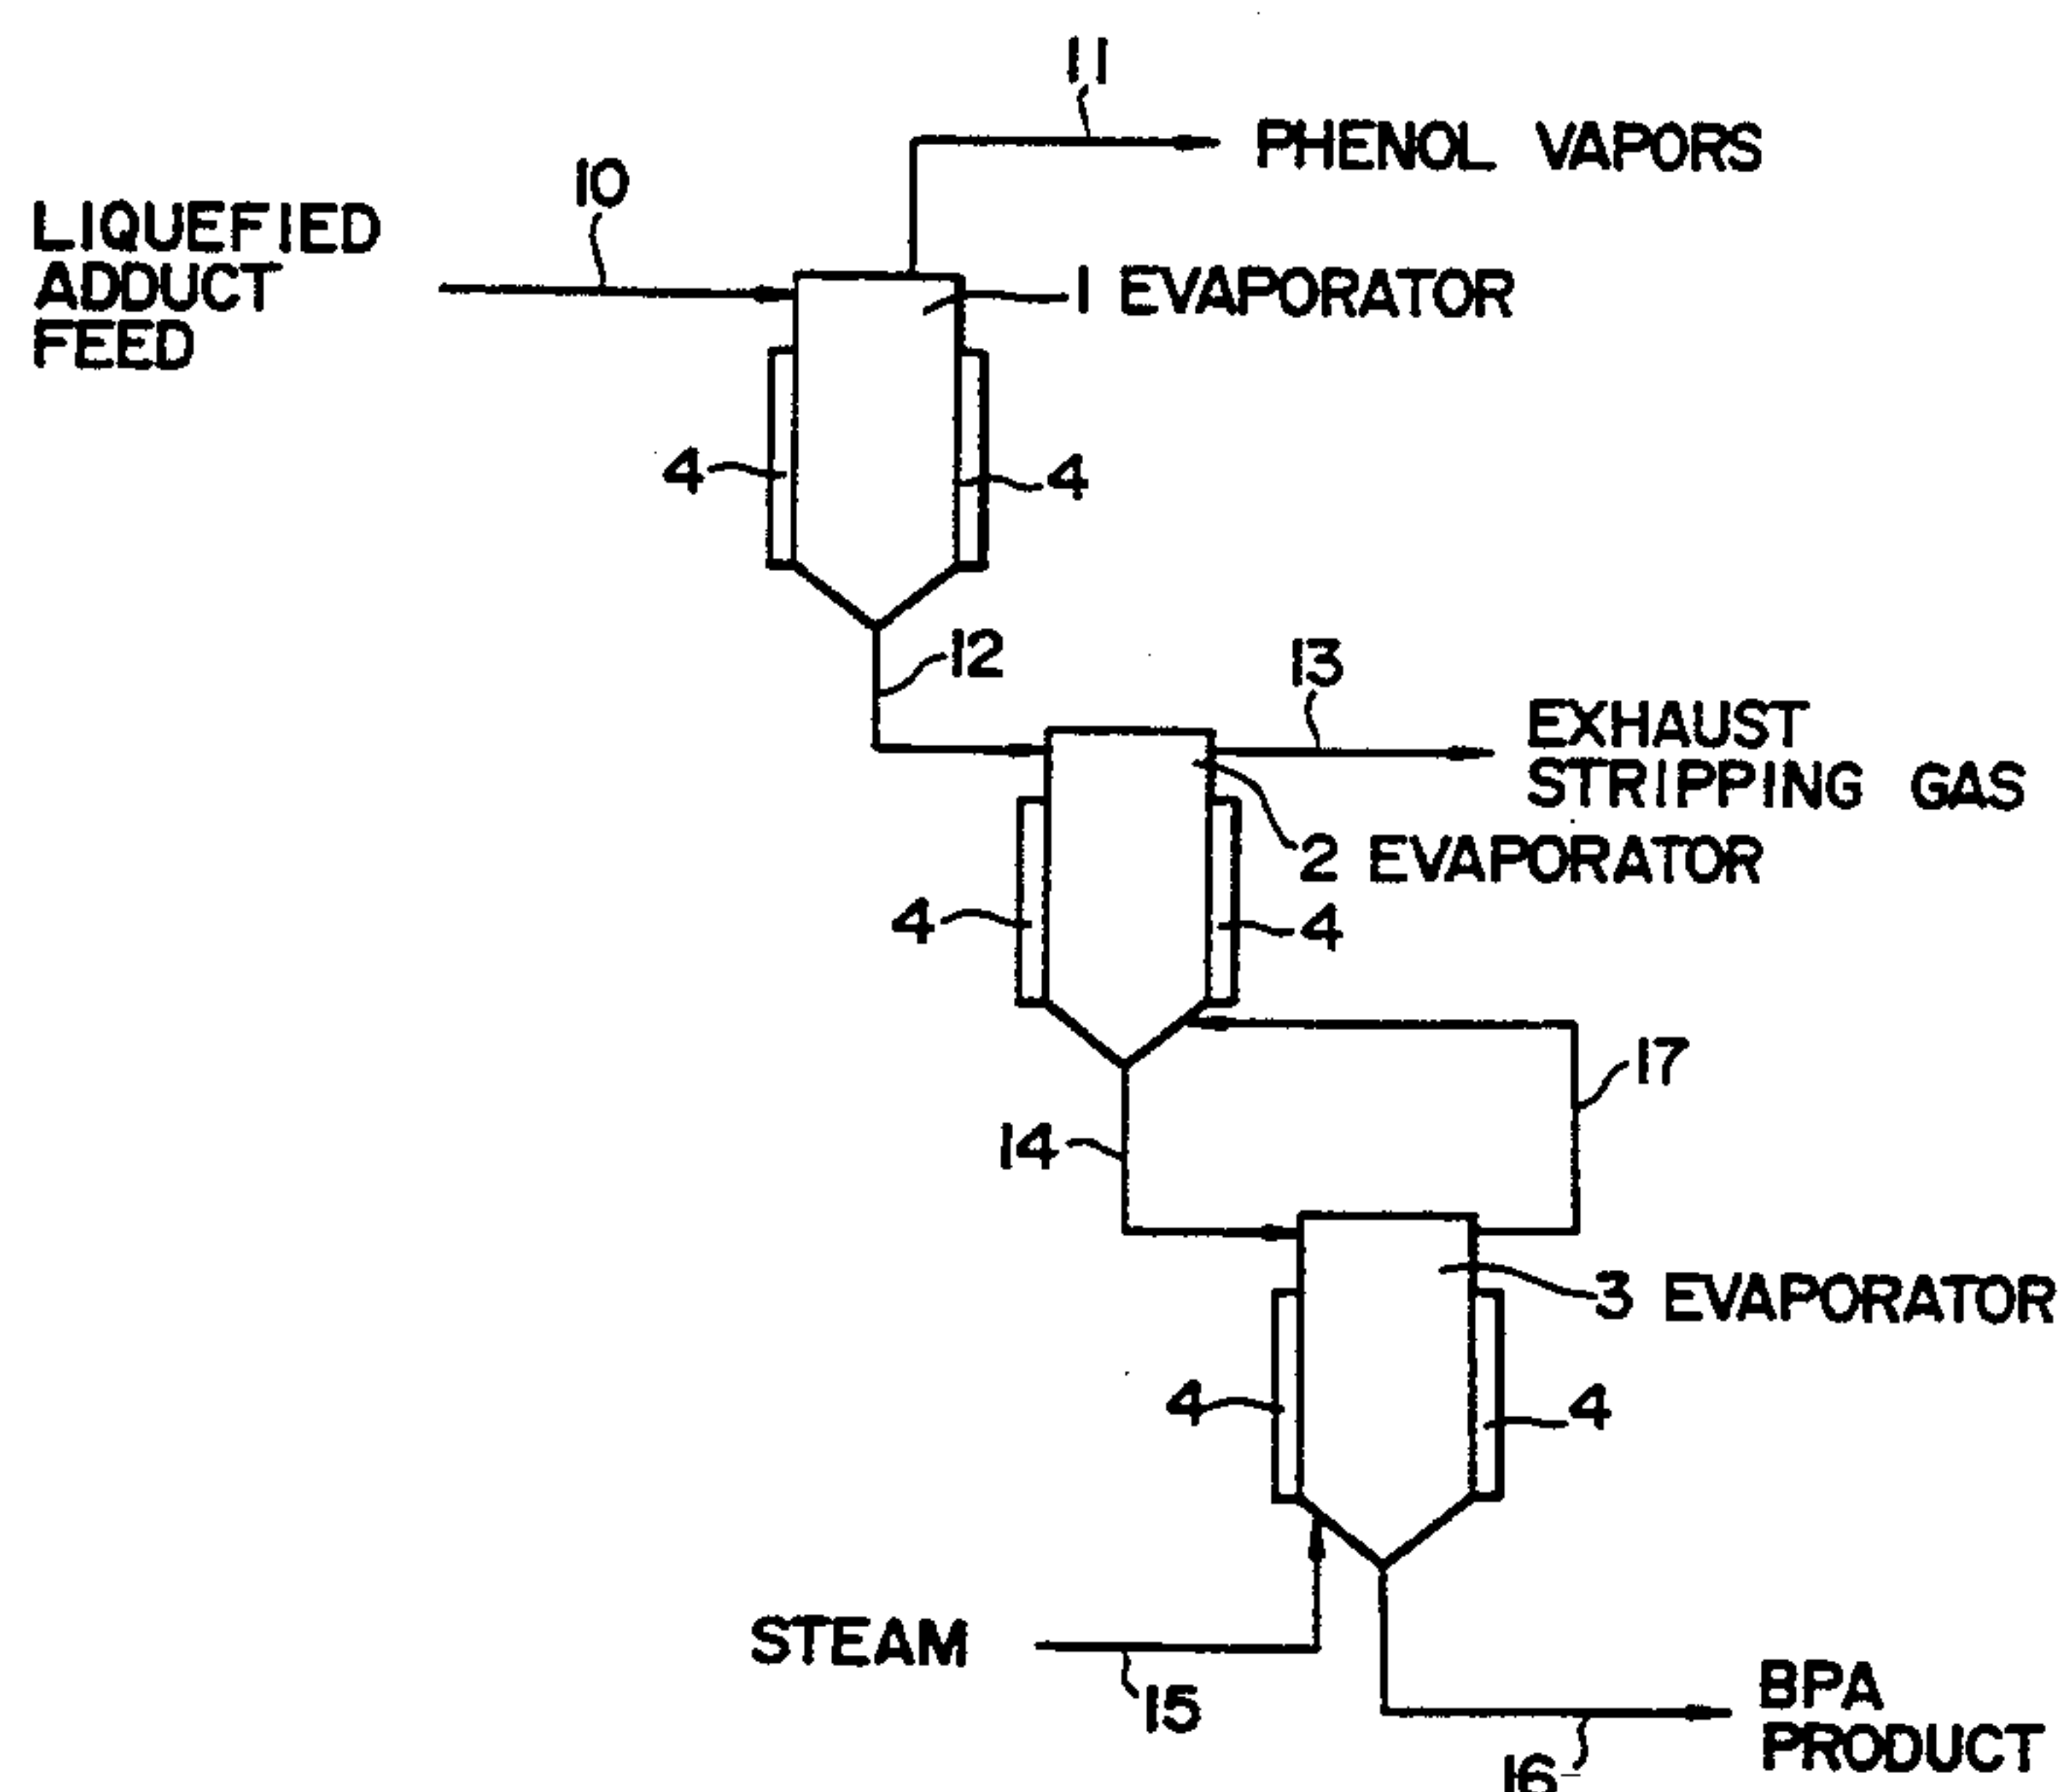 11
PHENOL VAPORS
10
LIQUEFIED
ADDUCT
FEED
1 EVAPORATOR
4
4
12
13
EXHAUST
STRIPPING GAS
2 EVAPORATOR
4
4
17
14
3 EVAPORATOR
4
4
STEAM
15
BPA
PRODUCT
16